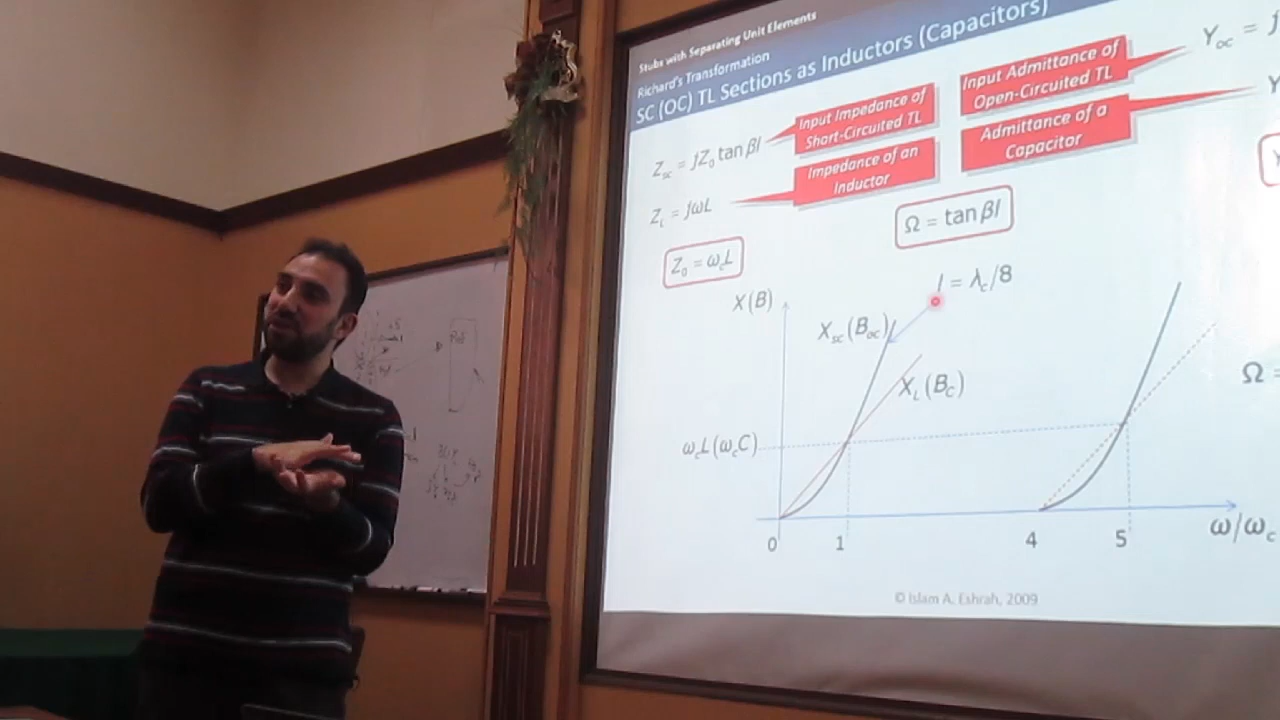 Stubs with Separating Unit Elements
Richard's Transformation
SC (OC) TL Sections as Inductors (Capacitors)
Z_sc = jZ_0 tan βl
Input Impedance of
Short-Circuited TL
Input Admittance of
Open-Circuited TL
Y_oc = j
Z_L = jωL
Impedance of an
Inductor
Admittance of a
Capacitor
Y
Z_0 = ω_cL
Ω = tan βl
Y
X(B)
l = λ_c/8
X_sc(B_oc)
X_L(B_C)
Ω =
ω_cL(ω_cC)
0
1
4
5
ω/ω_c
© Islam A. Eshrah, 2009